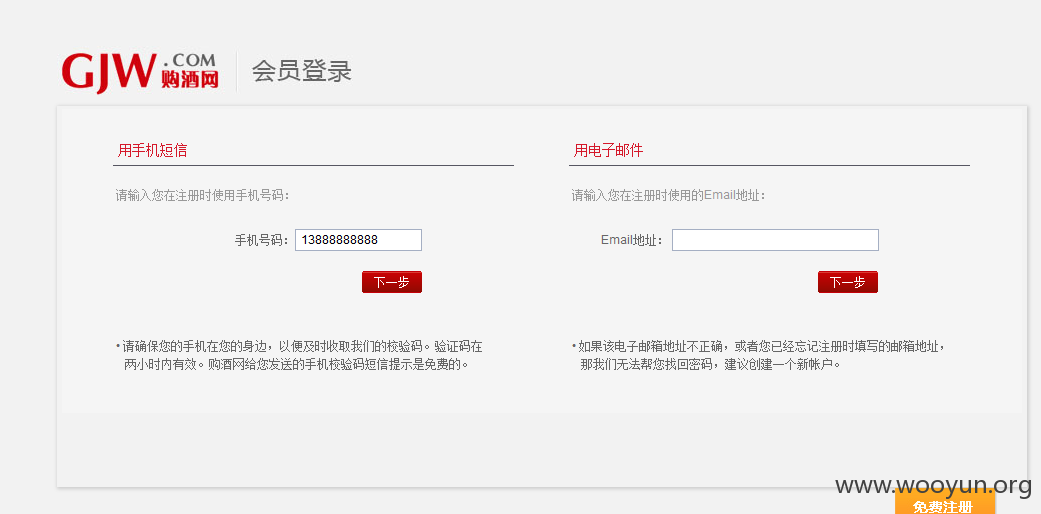 GJW.COM 购酒网 会员登录
用手机短信
请输入您在注册时使用手机号码：
手机号码： 13888888888
下一步
•请确保您的手机在您的身边，以便及时收取我们的校验码。验证码在
两小时内有效。购酒网给您发送的手机校验码短信提示是免费的。
用电子邮件
请输入您在注册时使用的Email地址：
Email地址：
下一步
•如果该电子邮箱地址不正确，或者您已经忘记注册时填写的邮箱地址，
那我们无法帮您找回密码，建议创建一个新帐户。
www.wooyun.org
免费注册